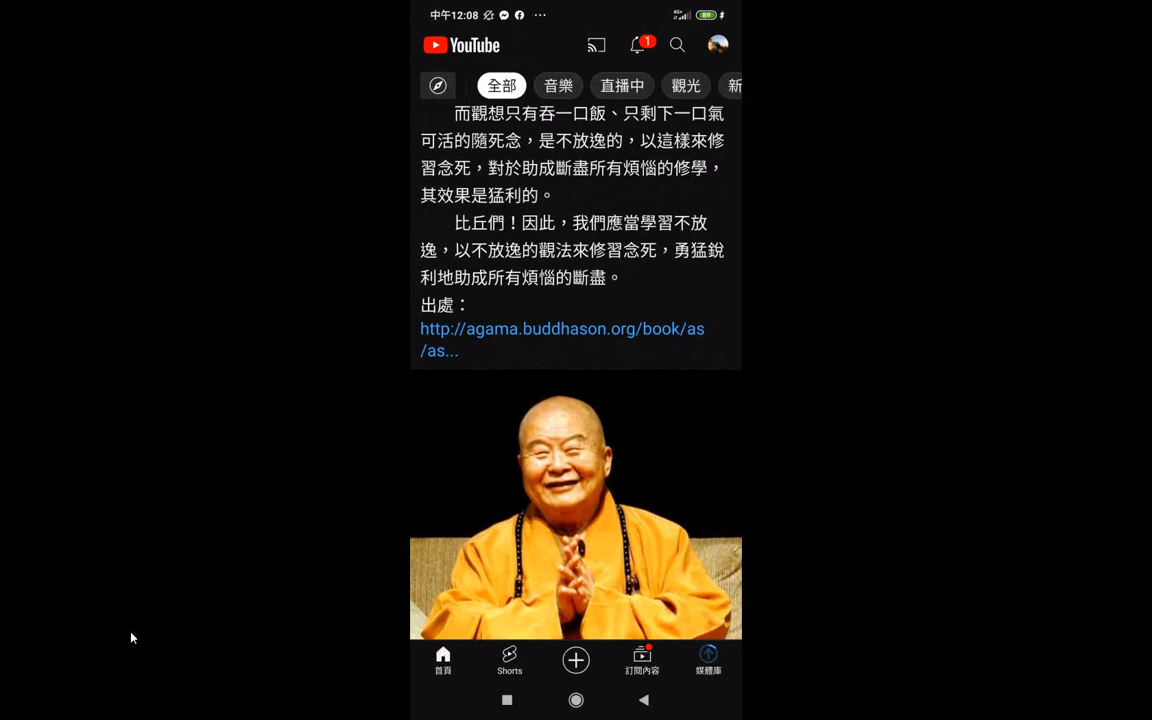 中午12:08
4G+
89
YouTube
1
全部 音樂 直播中 觀光 新
而觀想只有吞一口飯、只剩下一口氣
可活的隨死念，是不放逸的，以這樣來修
習念死，對於助成斷盡所有煩惱的修學，
其效果是猛利的。
比丘們！因此，我們應當學習不放
逸，以不放逸的觀法來修習念死，勇猛銳
利地助成所有煩惱的斷盡。
出處：
http://agama.buddhason.org/book/as
/as...
首頁 Shorts 訂閱內容 媒體庫